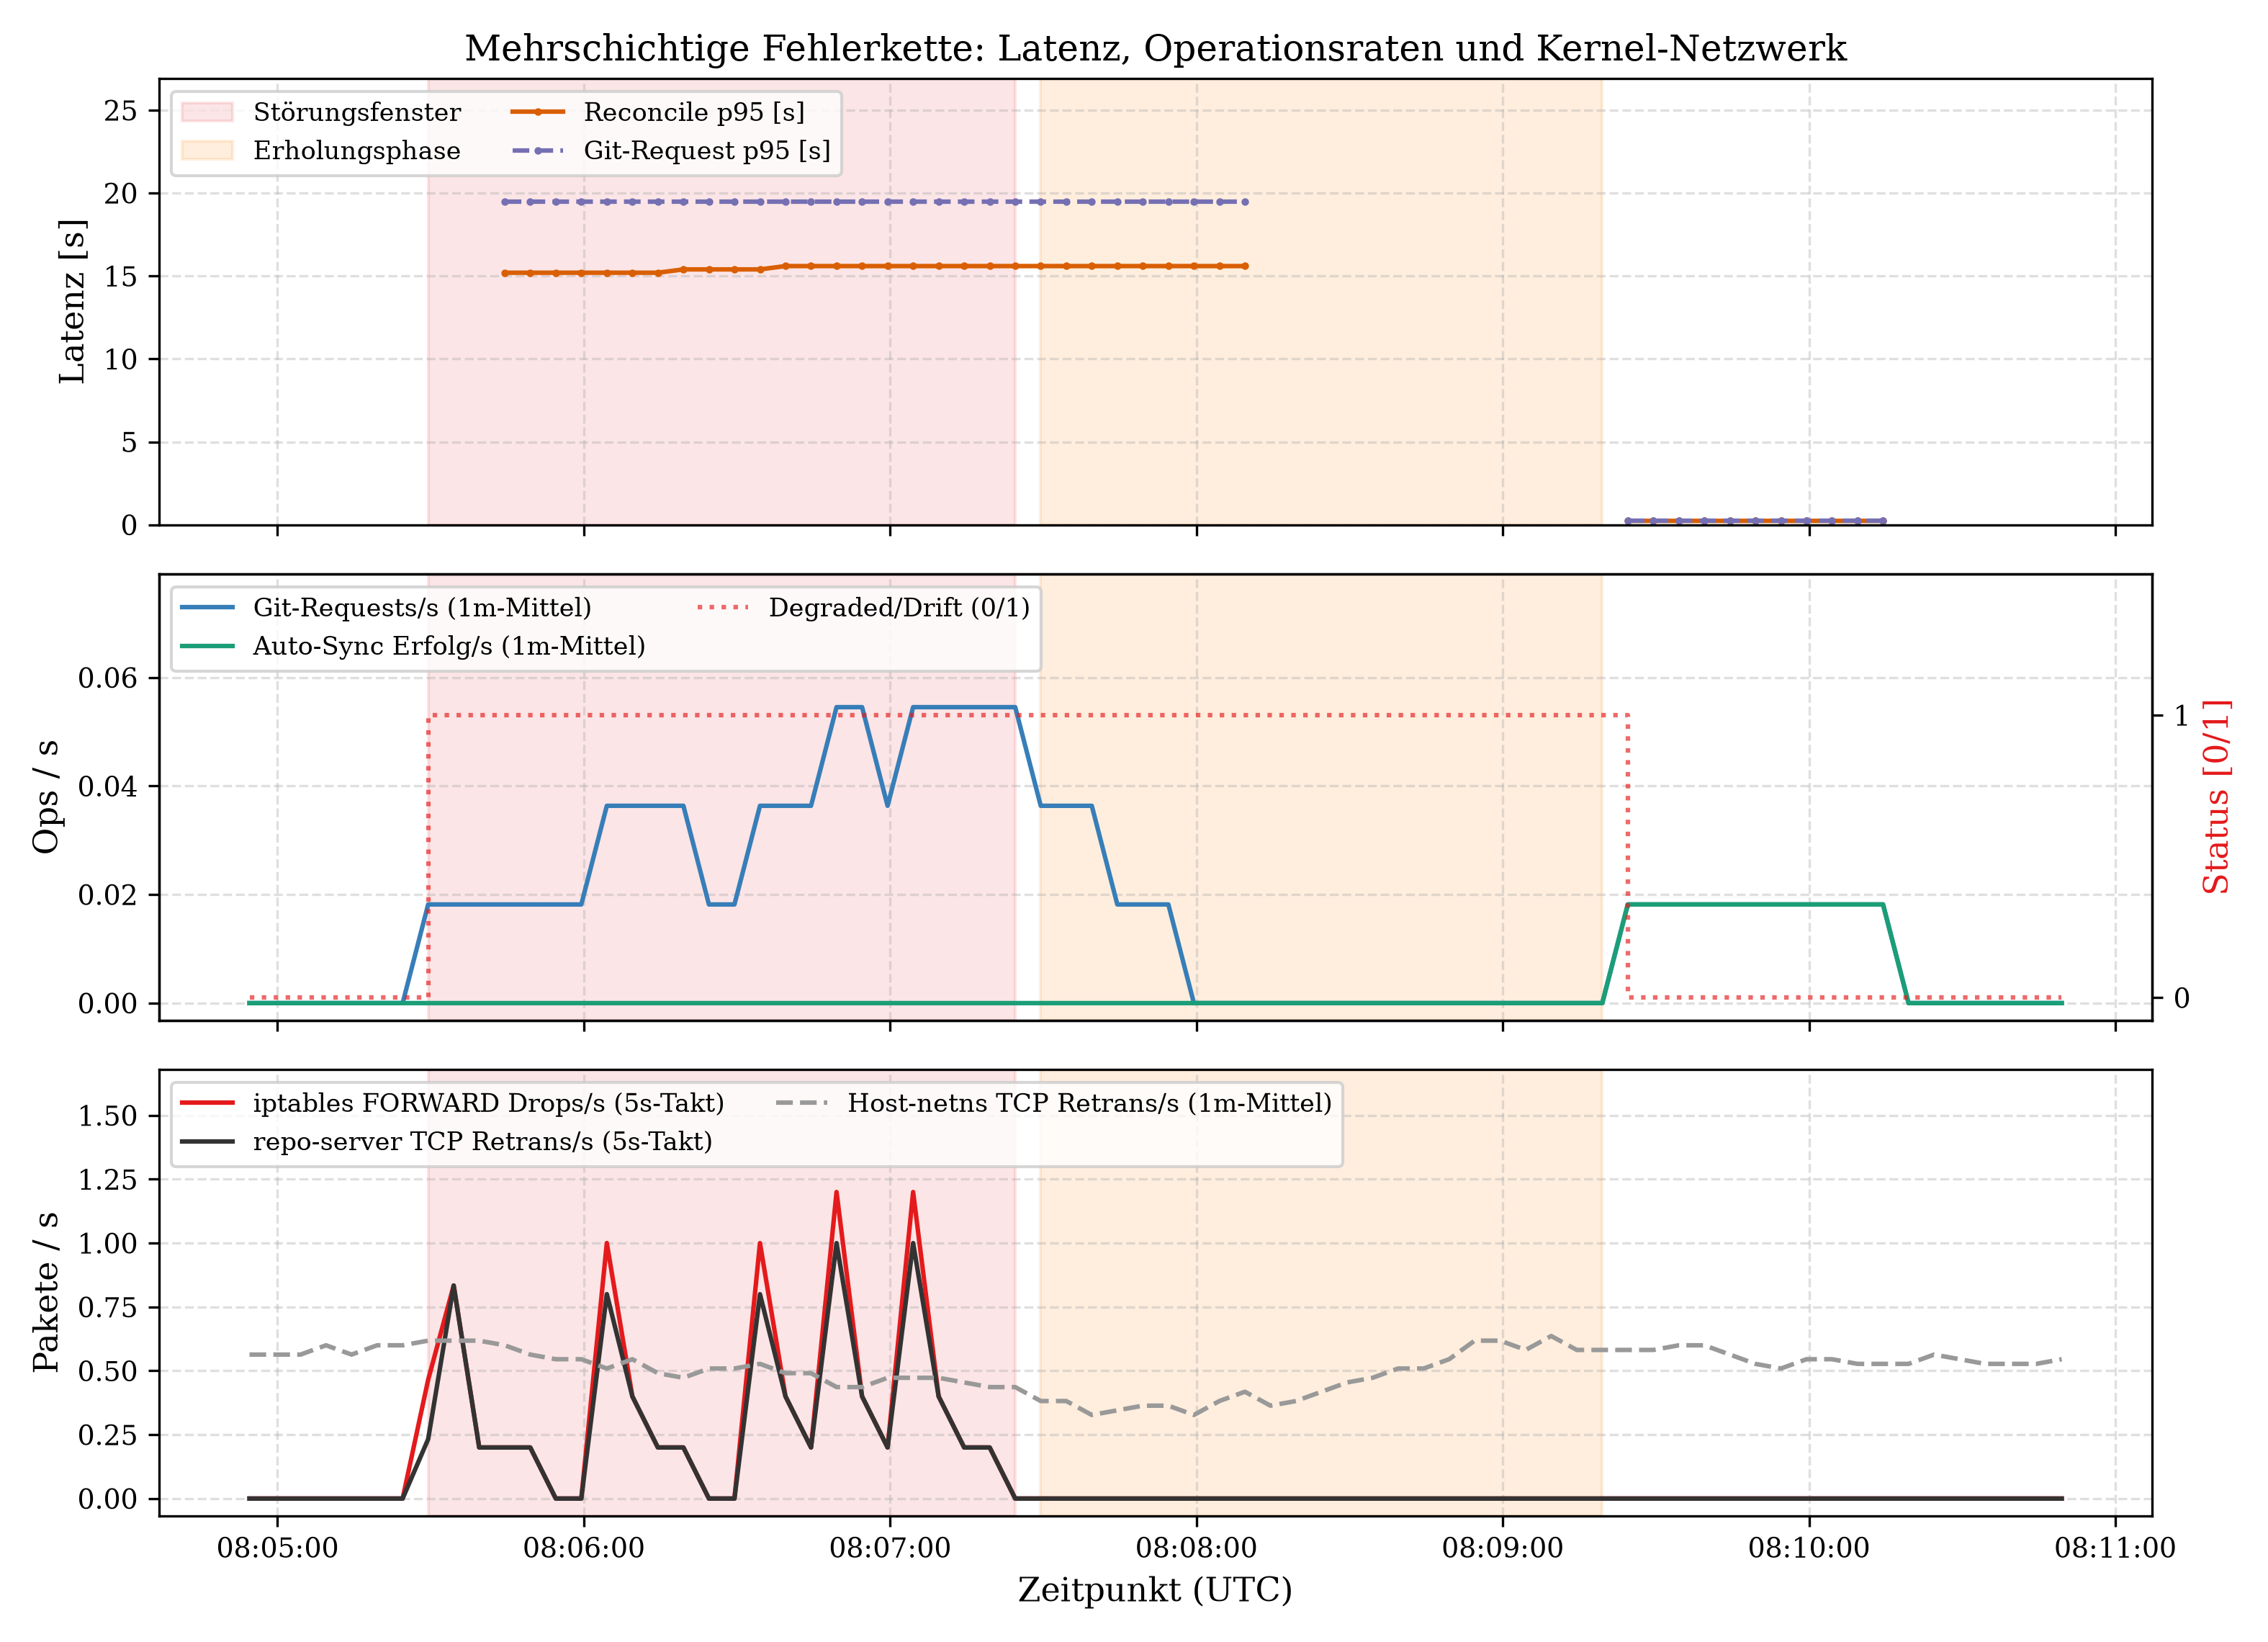 Mehrschichtige Fehlerkette: Latenz, Operationsraten und Kernel-Netzwerk
Störungsfenster
Erholungsphase
Reconcile p95 [s]
Git-Request p95 [s]
Latenz [s]
25
20
15
10
5
0
Git-Requests/s (1m-Mittel)
Auto-Sync Erfolg/s (1m-Mittel)
Degraded/Drift (0/1)
Ops / s
0.06
0.04
0.02
0.00
1
0
Status [0/1]
iptables FORWARD Drops/s (5s-Takt)
repo-server TCP Retrans/s (5s-Takt)
Host-netns TCP Retrans/s (1m-Mittel)
Pakete / s
1.50
1.25
1.00
0.75
0.50
0.25
0.00
08:05:00
08:06:00
08:07:00
08:08:00
08:09:00
08:10:00
08:11:00
Zeitpunkt (UTC)